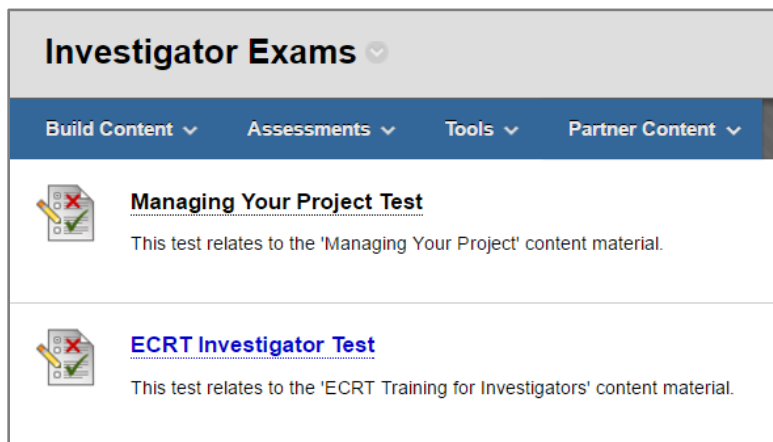 Investigator Exams
Build Content Assessments Tools Partner Content
Managing Your Project Test
This test relates to the 'Managing Your Project' content material.
ECRT Investigator Test
This test relates to the 'ECRT Training for Investigators' content material.